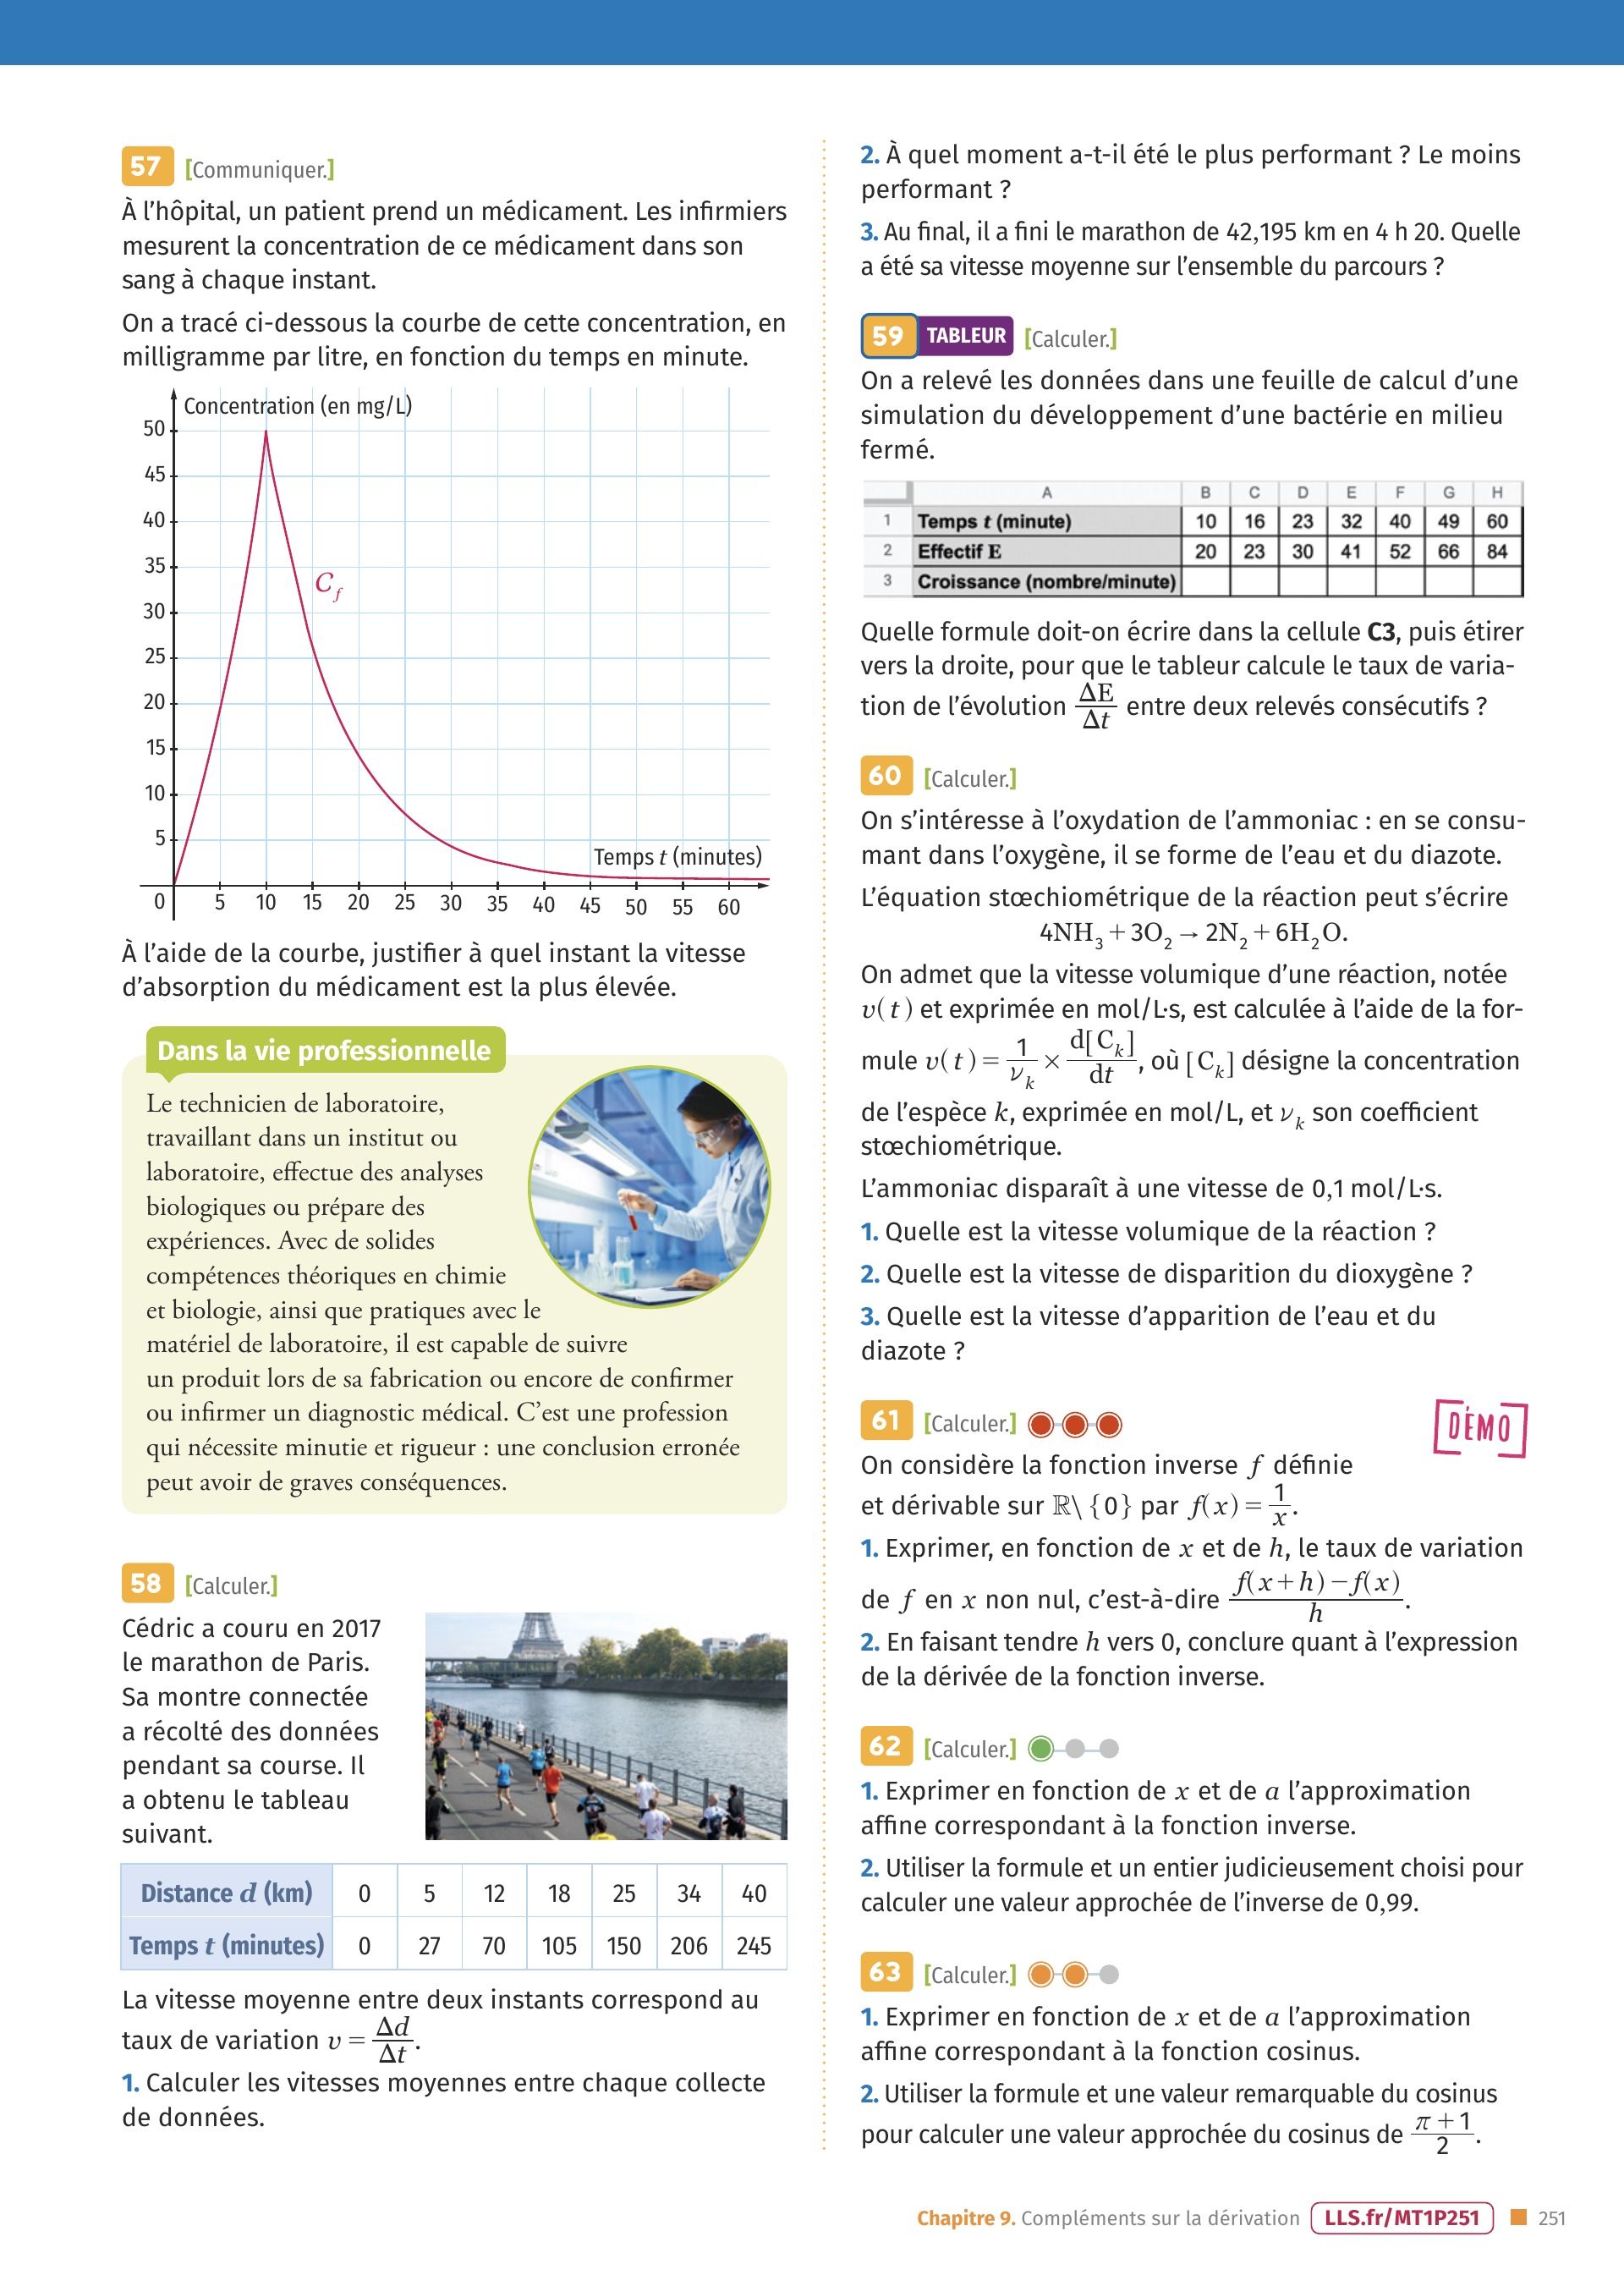 57 [Communiquer.]
À l’hôpital, un patient prend un médicament. Les infirmiers
mesurent la concentration de ce médicament dans son
sang à chaque instant.
On a tracé ci-dessous la courbe de cette concentration, en
milligramme par litre, en fonction du temps en minute.
Concentration (en mg/L)
50
45
40
35
30
25
20
15
10
5
C_f
Temps t (minutes)
0 5 10 15 20 25 30 35 40 45 50 55 60
À l’aide de la courbe, justifier à quel instant la vitesse
d’absorption du médicament est la plus élevée.
Dans la vie professionnelle
Le technicien de laboratoire,
travaillant dans un institut ou
laboratoire, effectue des analyses
biologiques ou prépare des
expériences. Avec de solides
compétences théoriques en chimie
et biologie, ainsi que pratiques avec le
matériel de laboratoire, il est capable de suivre
un produit lors de sa fabrication ou encore de confirmer
ou infirmer un diagnostic médical. C’est une profession
qui nécessite minutie et rigueur : une conclusion erronée
peut avoir de graves conséquences.
58 [Calculer.]
Cédric a couru en 2017
le marathon de Paris.
Sa montre connectée
a récolté des données
pendant sa course. Il
a obtenu le tableau
suivant.
Distance d (km) 0 5 12 18 25 34 40
Temps t (minutes) 0 27 70 105 150 206 245
La vitesse moyenne entre deux instants correspond au
taux de variation v = Δd/Δt.
1. Calculer les vitesses moyennes entre chaque collecte
de données.
2. À quel moment a-t-il été le plus performant ? Le moins
performant ?
3. Au final, il a fini le marathon de 42,195 km en 4 h 20. Quelle
a été sa vitesse moyenne sur l’ensemble du parcours ?
59 TABLEUR [Calculer.]
On a relevé les données dans une feuille de calcul d’une
simulation du développement d’une bactérie en milieu
fermé.
A B C D E F G H
1 Temps t (minute) 10 16 23 32 40 49 60
2 Effectif E 20 23 30 41 52 66 84
3 Croissance (nombre/minute)
Quelle formule doit-on écrire dans la cellule C3, puis étirer
vers la droite, pour que le tableur calcule le taux de varia-
tion de l’évolution ΔE/Δt entre deux relevés consécutifs ?
60 [Calculer.]
On s’intéresse à l’oxydation de l’ammoniac : en se consu-
mant dans l’oxygène, il se forme de l’eau et du diazote.
L’équation stœchiométrique de la réaction peut s’écrire
4NH₃ + 3O₂ → 2N₂ + 6H₂O.
On admet que la vitesse volumique d’une réaction, notée
v(t) et exprimée en mol/L·s, est calculée à l’aide de la for-
mule v(t) = 1/ν_k × d[C_k]/dt, où [C_k] désigne la concentration
de l’espèce k, exprimée en mol/L, et ν_k son coefficient
stœchiométrique.
L’ammoniac disparaît à une vitesse de 0,1 mol/L·s.
1. Quelle est la vitesse volumique de la réaction ?
2. Quelle est la vitesse de disparition du dioxygène ?
3. Quelle est la vitesse d’apparition de l’eau et du
diazote ?
61 [Calculer.]
DÉMO
On considère la fonction inverse f définie
et dérivable sur ℝ\{0} par f(x) = 1/x.
1. Exprimer, en fonction de x et de h, le taux de variation
de f en x non nul, c’est-à-dire (f(x+h)−f(x))/h.
2. En faisant tendre h vers 0, conclure quant à l’expression
de la dérivée de la fonction inverse.
62 [Calculer.]
1. Exprimer en fonction de x et de a l’approximation
affine correspondant à la fonction inverse.
2. Utiliser la formule et un entier judicieusement choisi pour
calculer une valeur approchée de l’inverse de 0,99.
63 [Calculer.]
1. Exprimer en fonction de x et de a l’approximation
affine correspondant à la fonction cosinus.
2. Utiliser la formule et une valeur remarquable du cosinus
pour calculer une valeur approchée du cosinus de (π+1)/2.
Chapitre 9. Compléments sur la dérivation LLS.fr/MT1P251 251